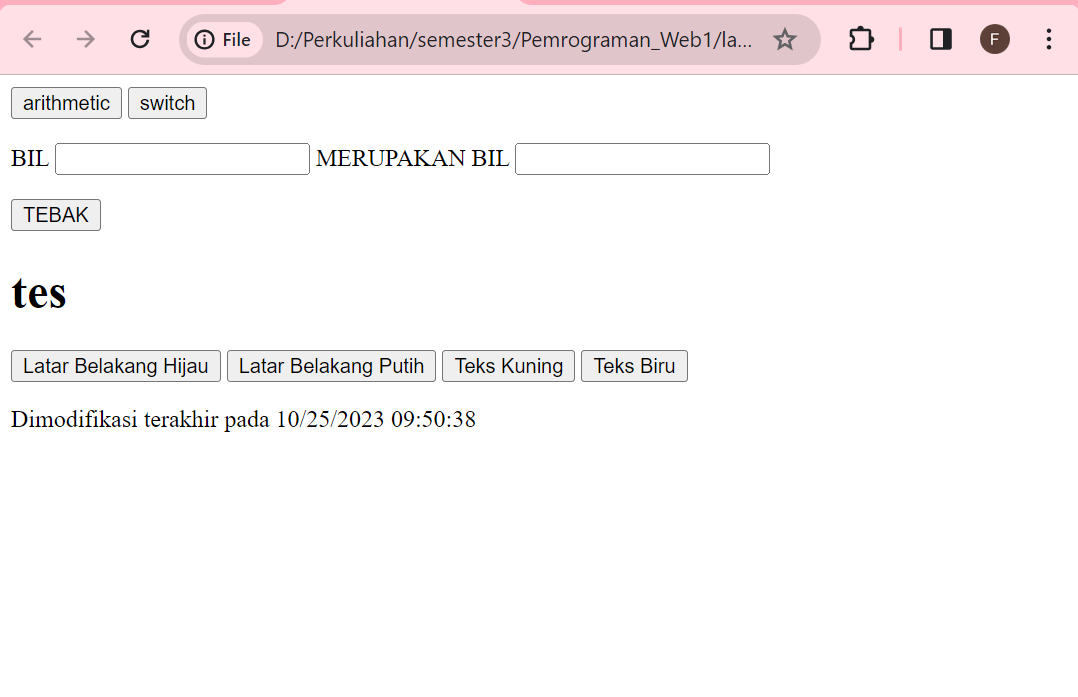 File D:/Perkuliahan/semester3/Pemrograman_Web1/la... F
arithmetic switch
BIL MERUPAKAN BIL
TEBAK
tes
Latar Belakang Hijau Latar Belakang Putih Teks Kuning Teks Biru
Dimodifikasi terakhir pada 10/25/2023 09:50:38